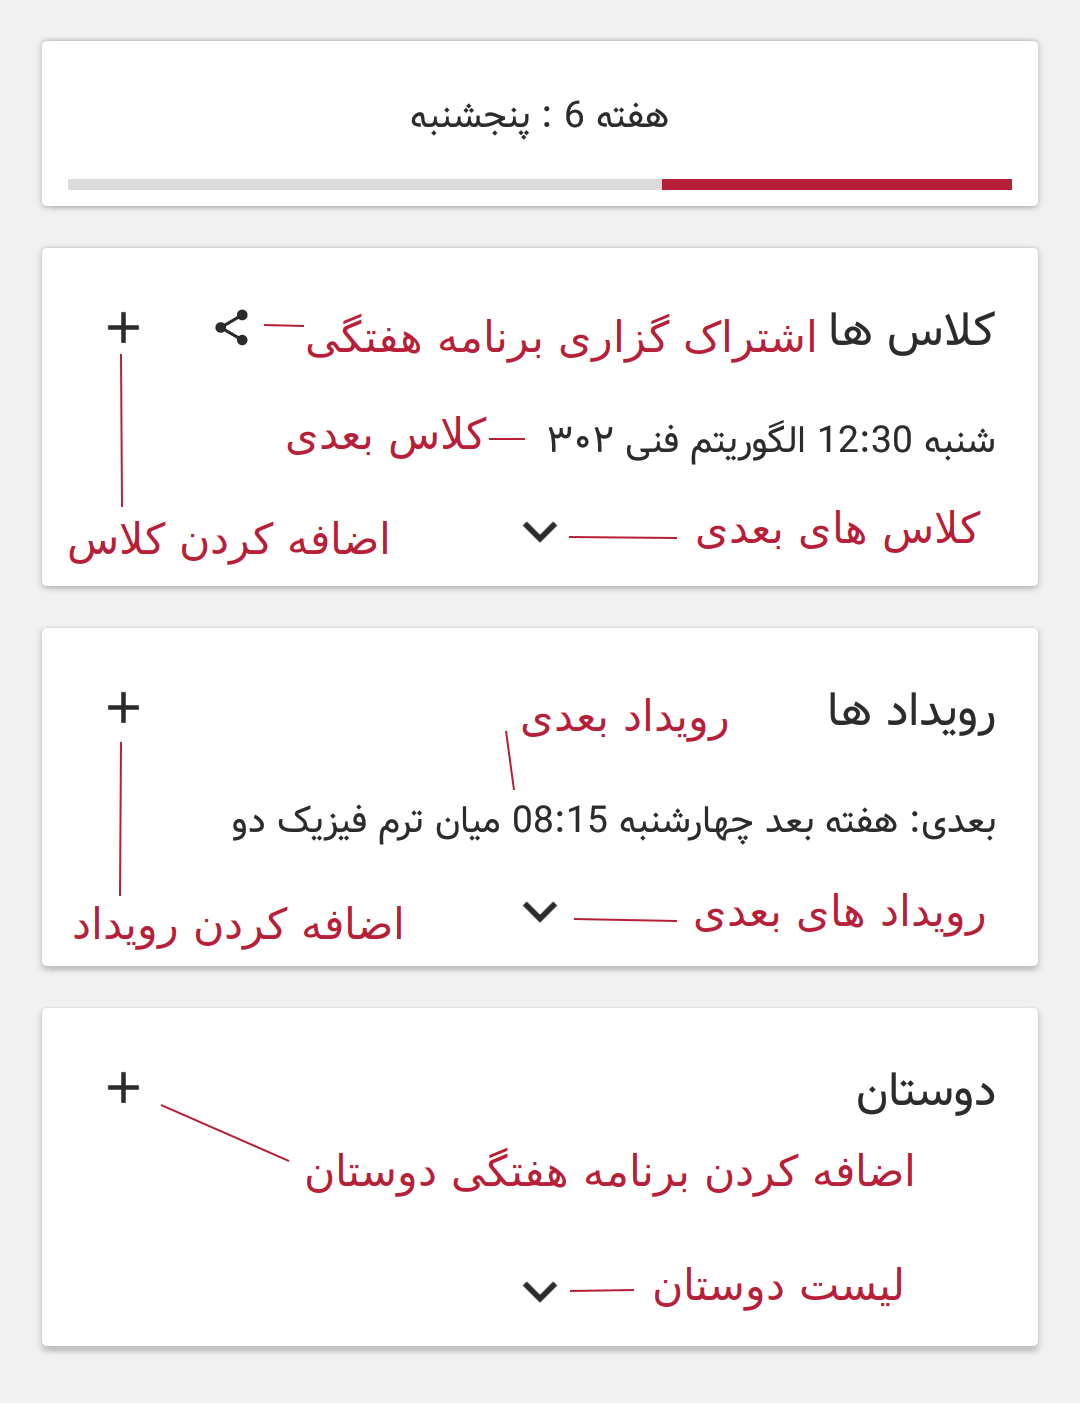 هفته 6 : پنجشنبه
کلاس ها
اشتراک گزاری برنامه هفتگی
شنبه 12:30 الگوریتم فنی ۳۰۲
کلاس بعدی
کلاس های بعدی
اضافه کردن کلاس
رویداد ها
رویداد بعدی
بعدی: هفته بعد چهارشنبه 08:15 میان ترم فیزیک دو
رویداد های بعدی
اضافه کردن رویداد
دوستان
اضافه کردن برنامه هفتگی دوستان
لیست دوستان